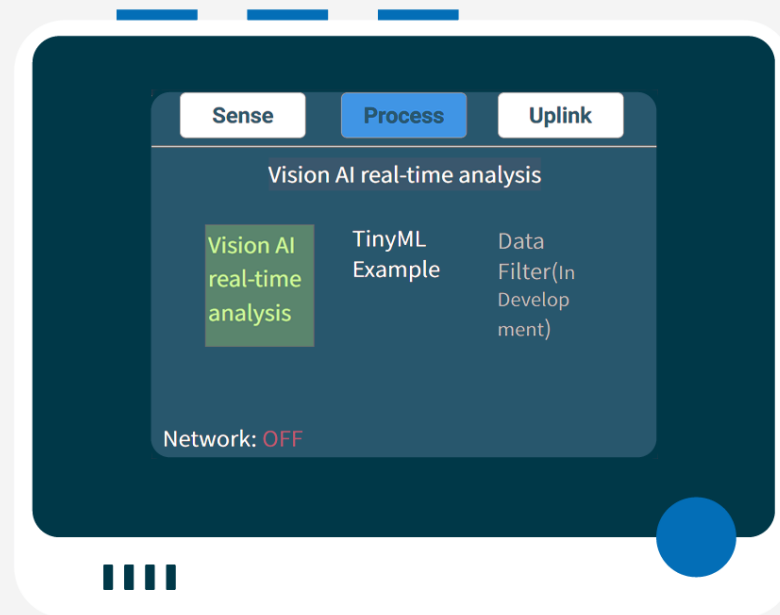 Sense Process Uplink
Vision AI real-time analysis
Vision AI
real-time
analysis
TinyML
Example
Data
Filter(In
Develop
ment)
Network: OFF